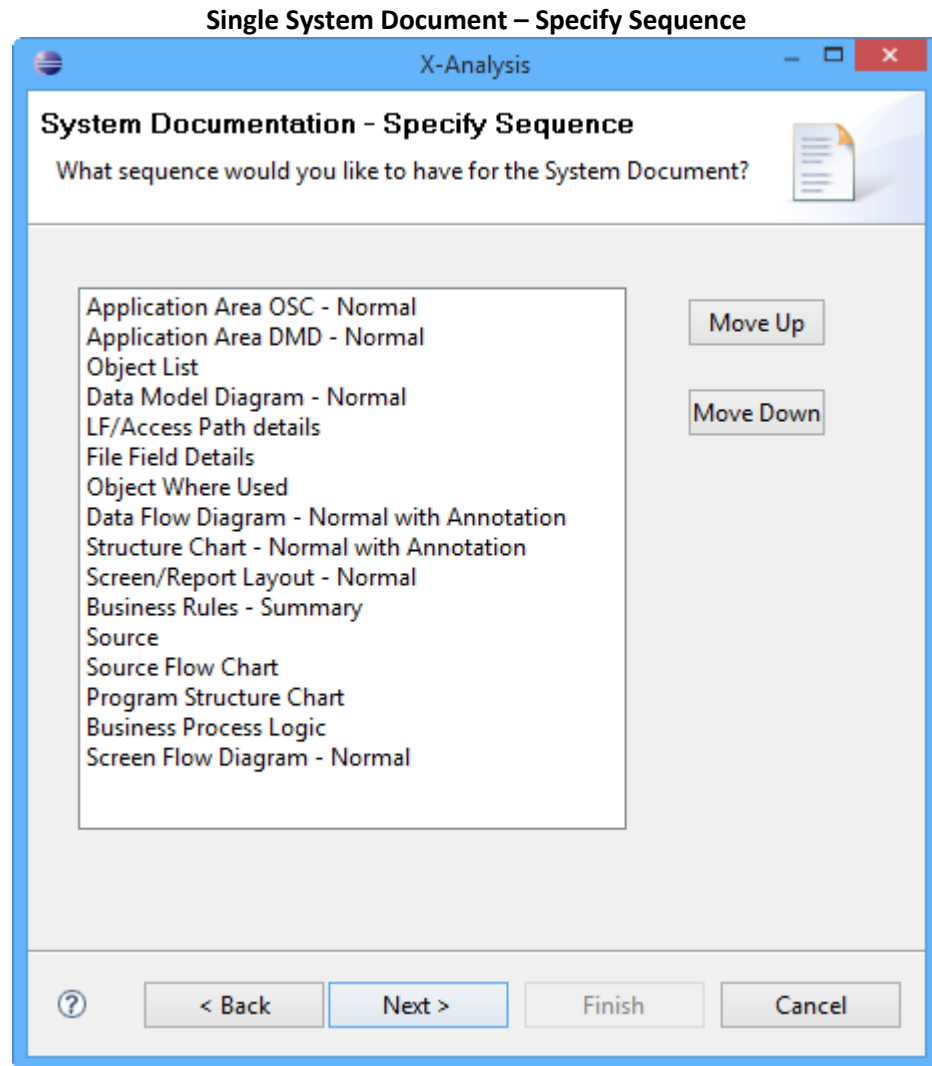 Single System Document – Specify Sequence
X-Analysis
System Documentation - Specify Sequence
What sequence would you like to have for the System Document?
Application Area OSC - Normal
Application Area DMD - Normal
Object List
Data Model Diagram - Normal
LF/Access Path details
File Field Details
Object Where Used
Data Flow Diagram - Normal with Annotation
Structure Chart - Normal with Annotation
Screen/Report Layout - Normal
Business Rules - Summary
Source
Source Flow Chart
Program Structure Chart
Business Process Logic
Screen Flow Diagram - Normal
Move Up
Move Down
? < Back Next > Finish Cancel